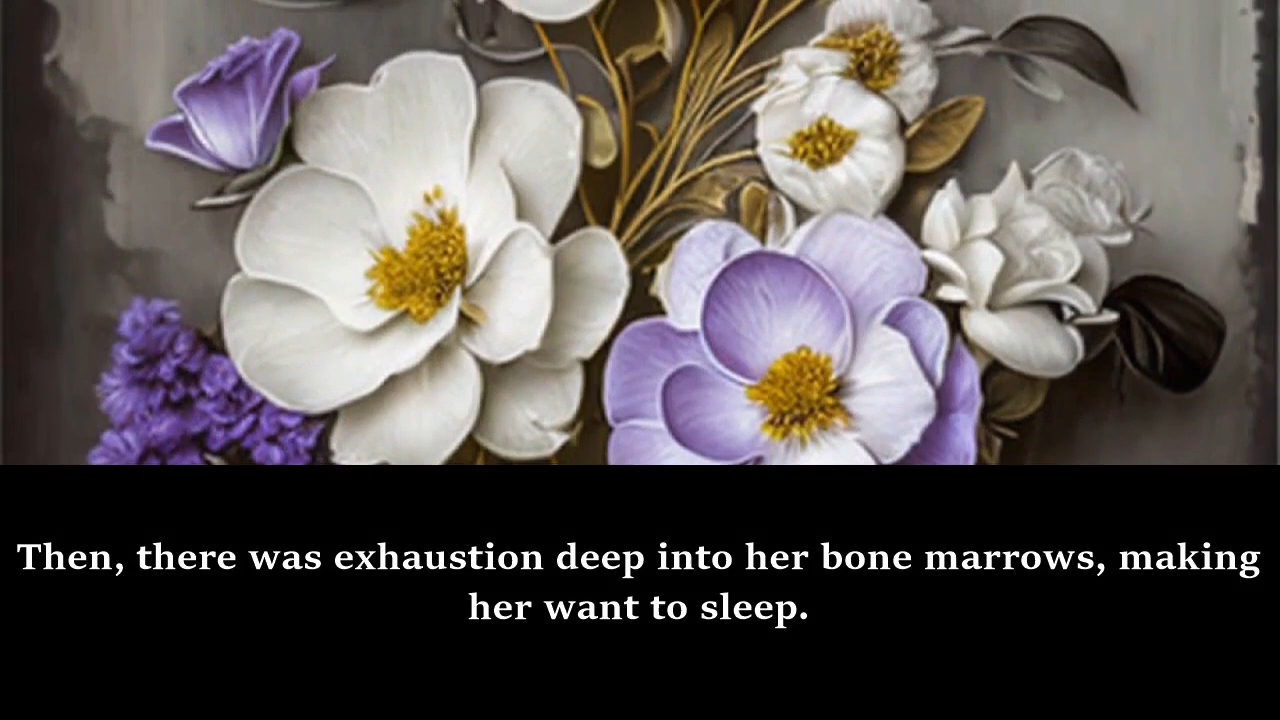 Then, there was exhaustion deep into her bone marrows, making
her want to sleep.